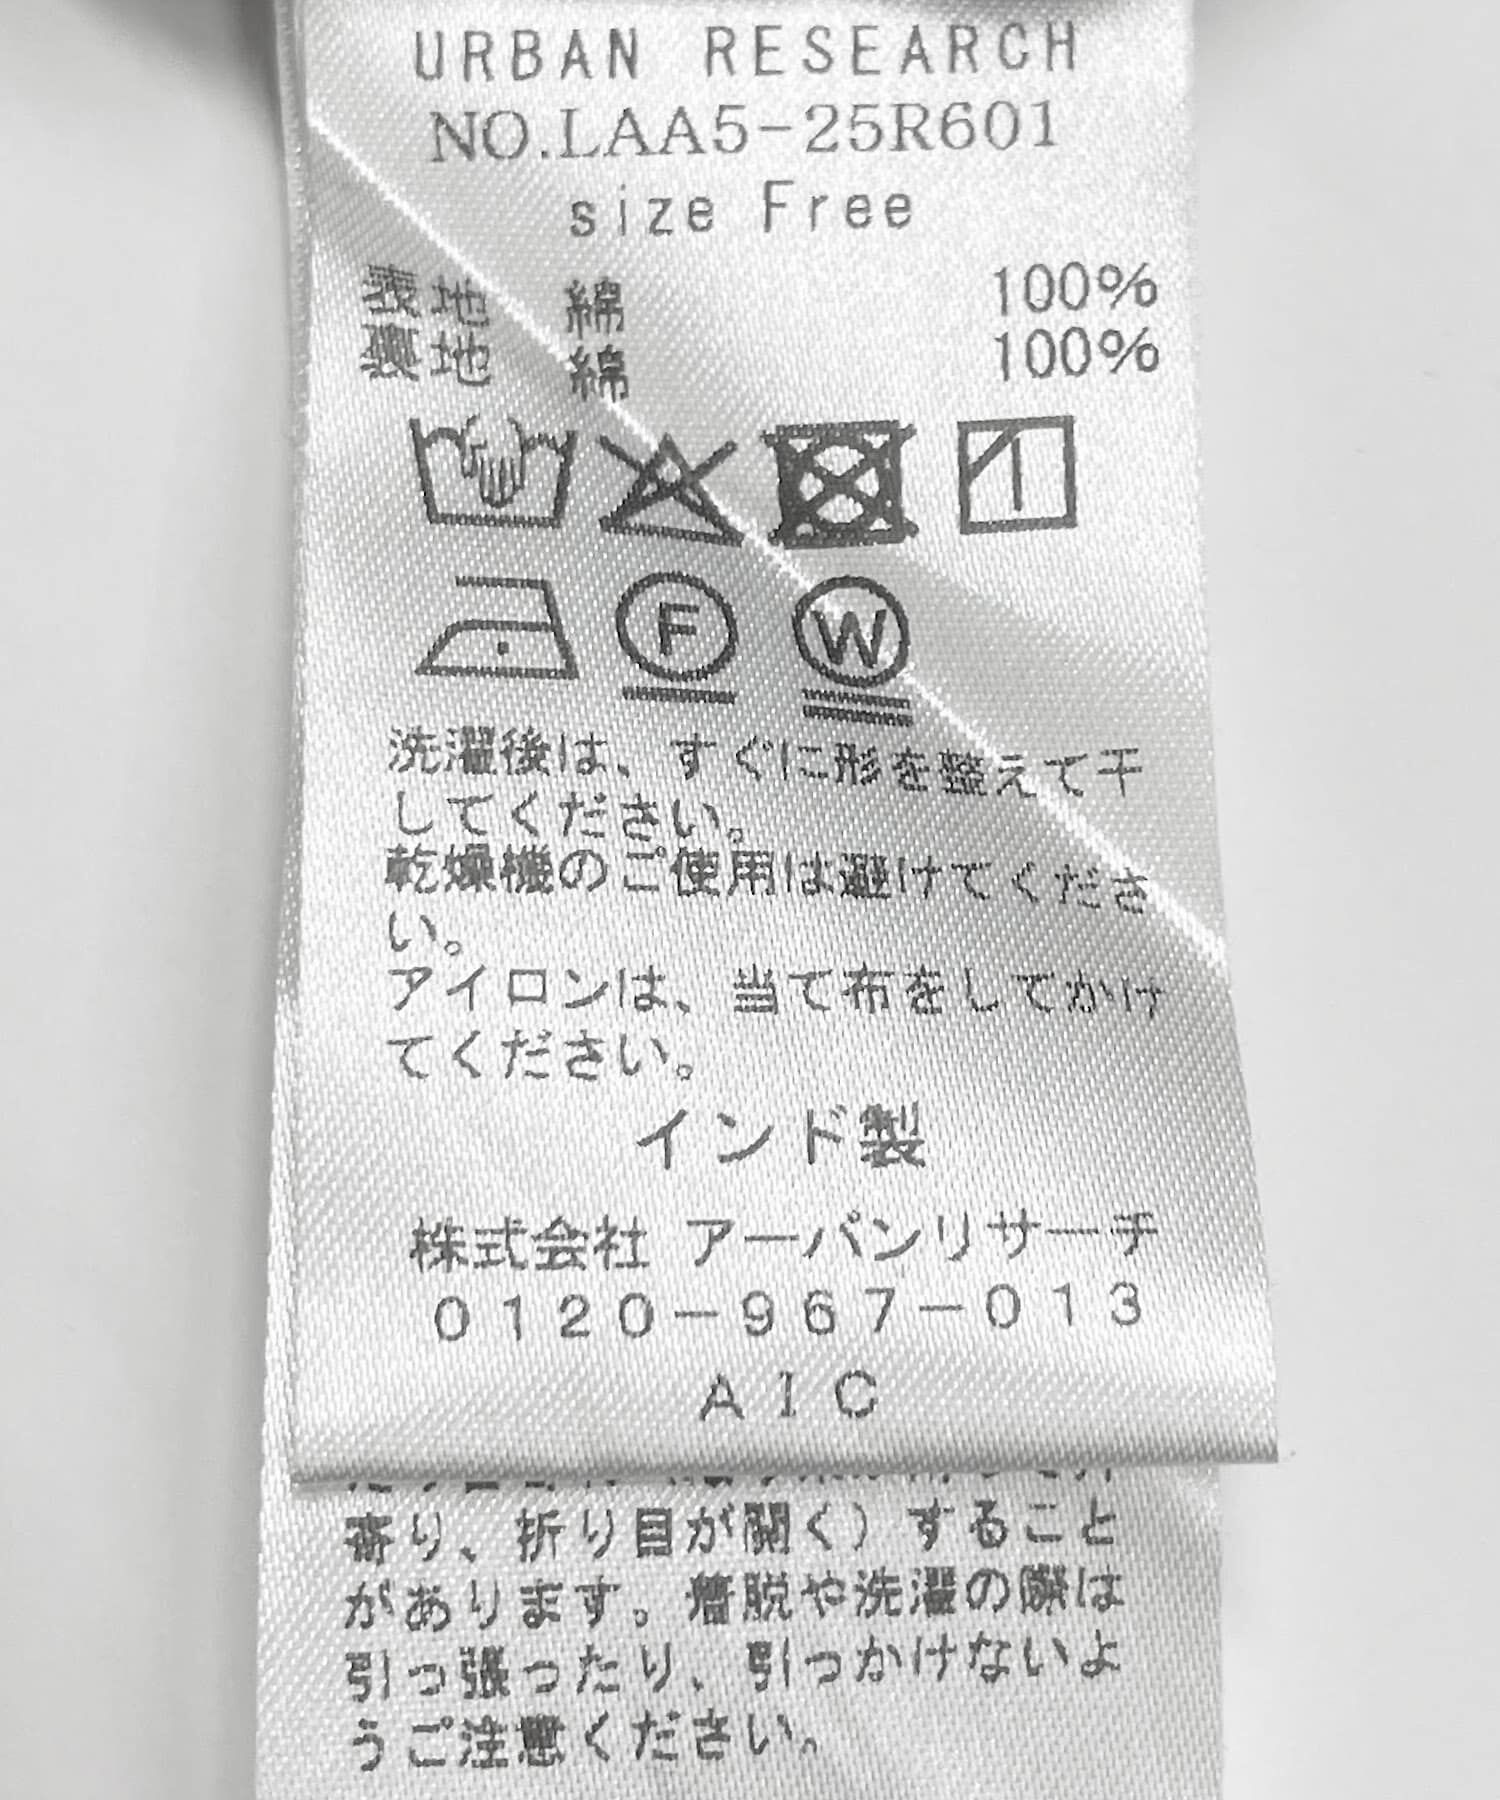 URBAN RESEARCH
NO.LAA5-25R601
size Free
表地 綿 100%
裏地 綿 100%
F
W
洗濯後は、すぐに形を整えて干
してください。
乾燥機のご使用は避けてくださ
い。
アイロンは、当て布をしてかけ
てください。
インド製
株式会社 アーバンリサーチ
0120-967-013
AIC
寄り、折り目が開く）すること
があります。着脱や洗濯の際は
引っ張ったり、引っかけないよ
うご注意ください。